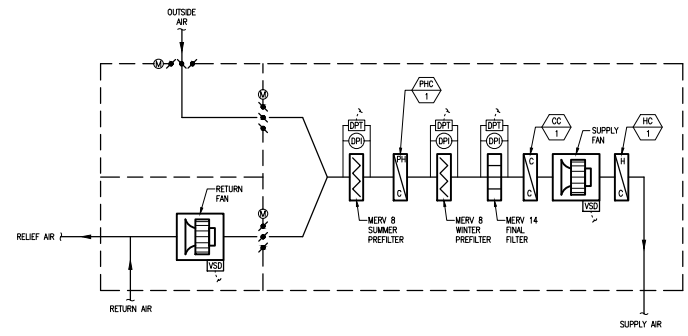 OUTSIDE
AIR
M
M
PHC
1
DPT
DPI
DPT
DPI
DPT
DPI
CC
1
SUPPLY
FAN
HC
1
PH
C
C
C
H
C
VSD
MERV 8
SUMMER
PREFILTER
MERV 8
WINTER
PREFILTER
MERV 14
FINAL
FILTER
RETURN
FAN
M
RELIEF AIR
VSD
RETURN AIR
SUPPLY AIR